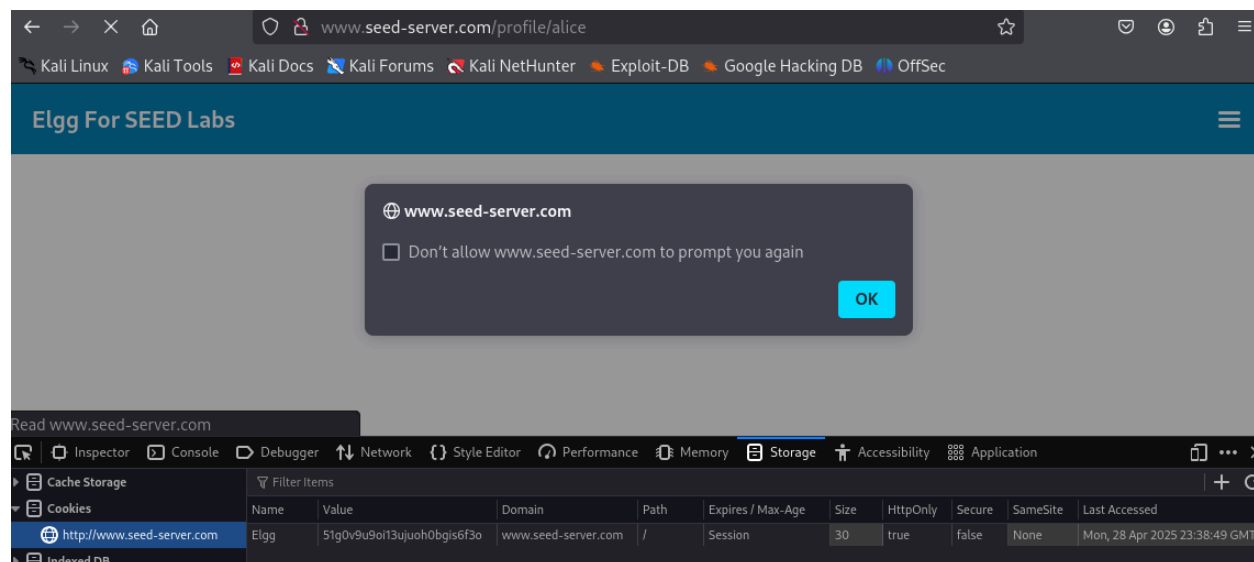 www.seed-server.com/profile/alice
Kali Linux Kali Tools Kali Docs Kali Forums Kali NetHunter Exploit-DB Google Hacking DB OffSec
Elgg For SEED Labs
www.seed-server.com
Don't allow www.seed-server.com to prompt you again
OK
Read www.seed-server.com
Inspector Console Debugger Network Style Editor Performance Memory Storage Accessibility Application
Cache Storage Filter Items
Cookies Name Value Domain Path Expires / Max-Age Size HttpOnly Secure SameSite Last Accessed
http://www.seed-server.com Elgg 51g0v9u9oi13ujuoh0bgis6f3o www.seed-server.com / Session 30 true false None Mon, 28 Apr 2025 23:38:49 GMT
Indexed DB